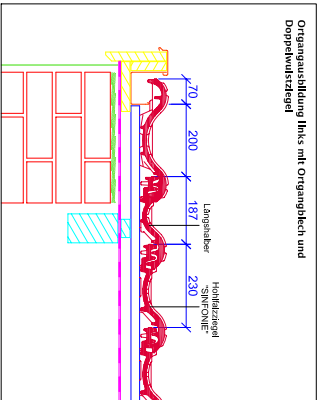 Ortgangausbildung links mit Ortgangblech und
Doppelwulstziegel
70
200
187
230
Längshalber
Hohlfalzziegel
"SINFONIE"